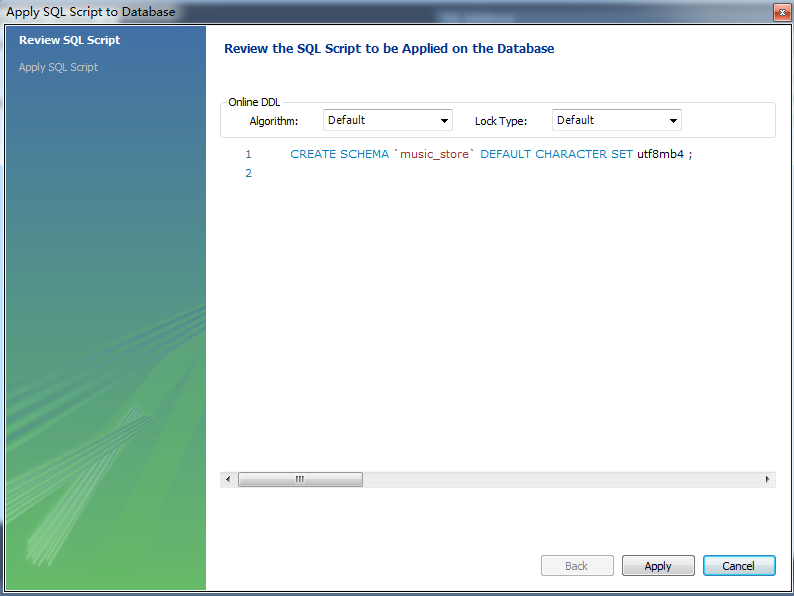 Apply SQL Script to Database
Review SQL Script
Apply SQL Script
Review the SQL Script to be Applied on the Database
Online DDL
Algorithm: Default Lock Type: Default
1 CREATE SCHEMA `music_store` DEFAULT CHARACTER SET utf8mb4 ;
2
Back Apply Cancel